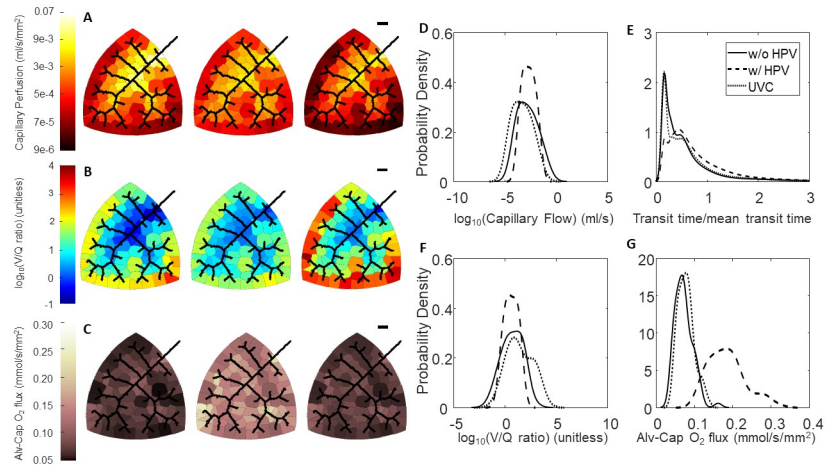 A
Capillary Perfusion (ml/s/mm²)
0.07
9e-3
3e-3
5e-4
5e-5
9e-6
B
log₁₀(V/Q ratio) (unitless)
4
3
2
1
0
-1
C
Alv-Cap O₂ flux (mmol/s/mm²)
0.30
0.25
0.20
0.15
0.10
0.05
D
Probability Density
0.6
0.4
0.2
0
-10 -5 0 5
log₁₀(Capillary Flow) (ml/s)
E
3
2
1
0
0 1 2 3
Transit time/mean transit time
w/o HPV
w/ HPV
UVC
F
Probability Density
0.6
0.4
0.2
0
-5 0 5 10
log₁₀(V/Q ratio) (unitless)
G
20
15
10
5
0
0 0.1 0.2 0.3 0.4
Alv-Cap O₂ flux (mmol/s/mm²)